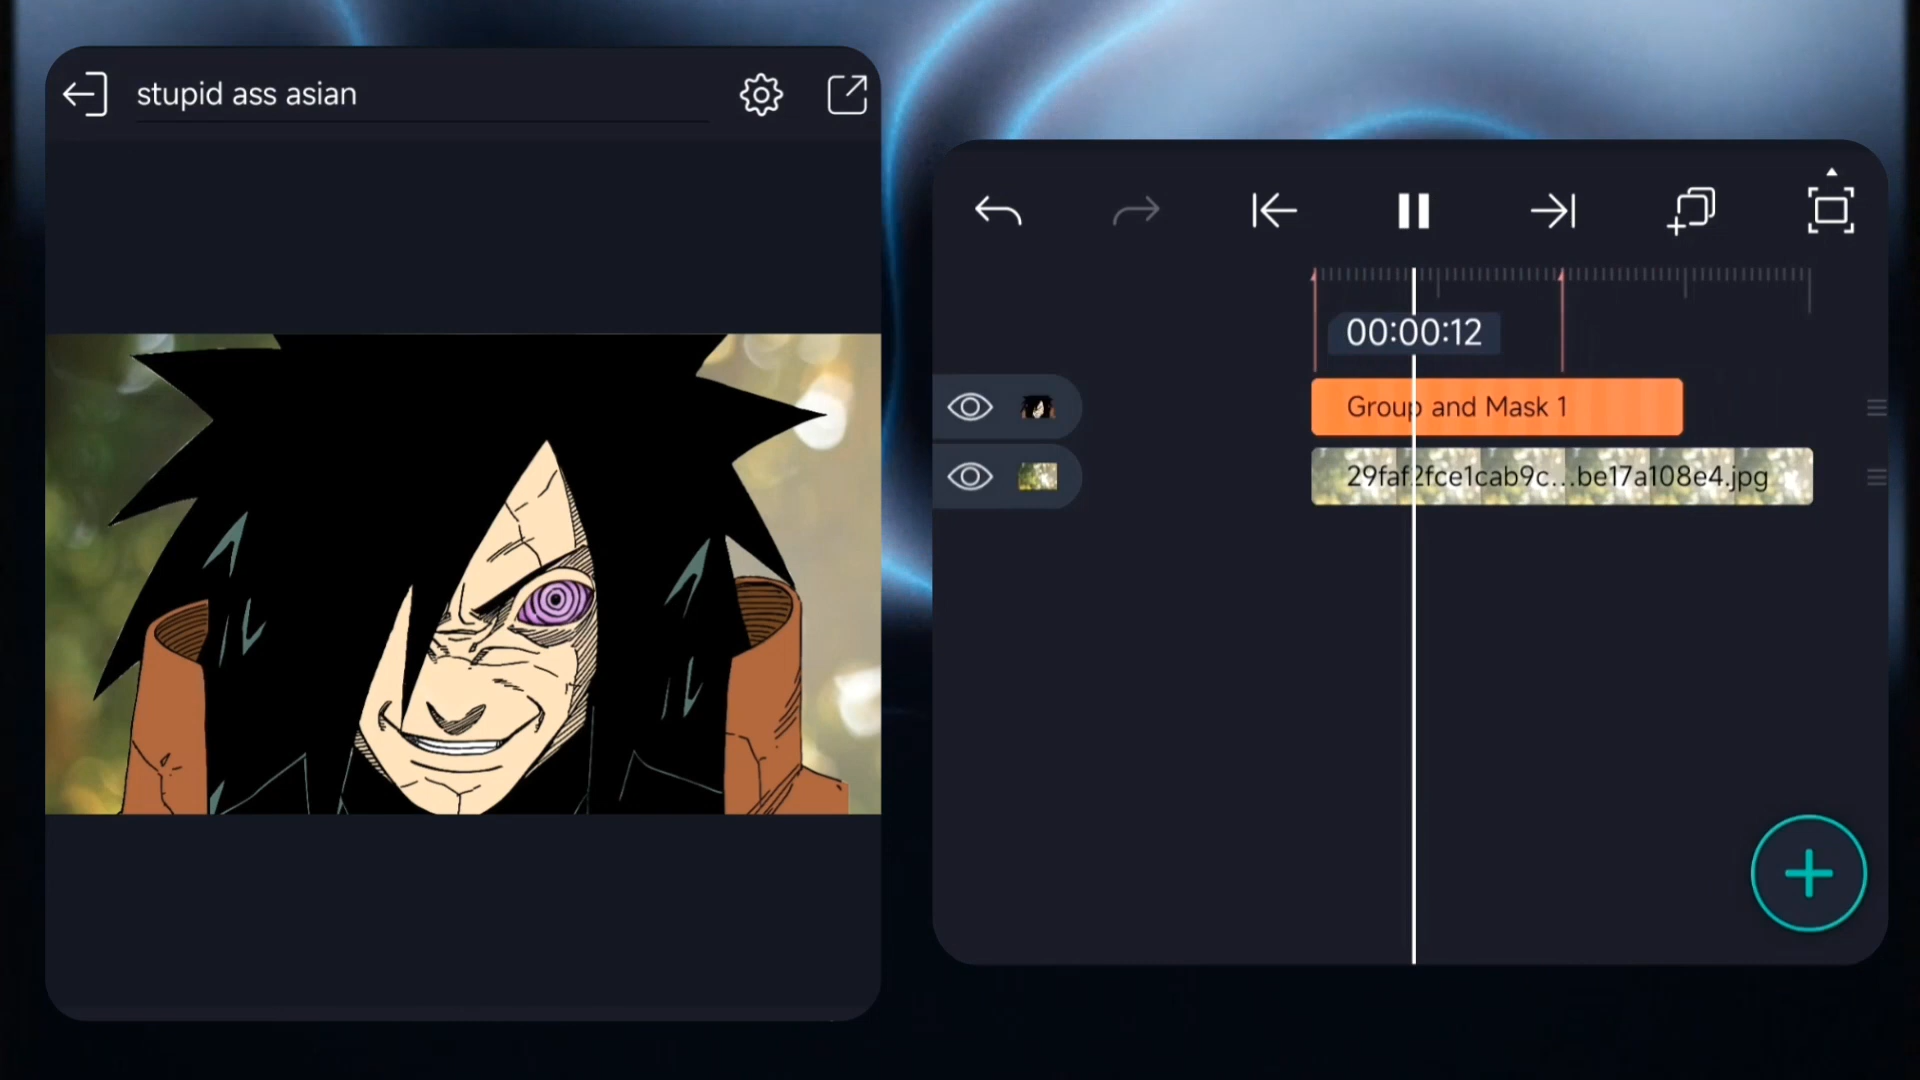 stupid ass asian
00:00:12
Group and Mask 1
29faf2fce1cab9c...be17a108e4.jpg